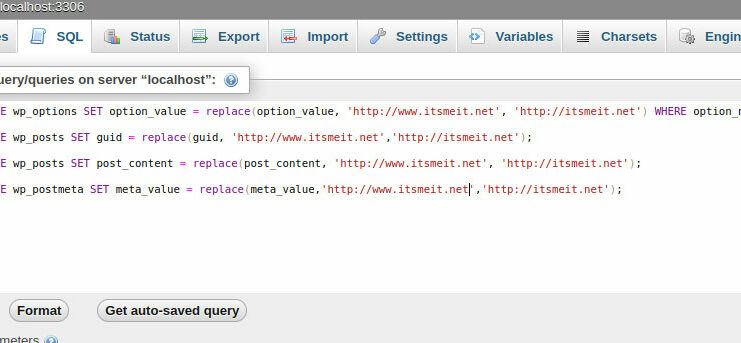 localhost:3306
es SQL Status Export Import Settings Variables Charsets Engin
uery/queries on server “localhost”:
E wp_options SET option_value = replace(option_value, 'http://www.itsmeit.net', 'http://itsmeit.net') WHERE option_n
E wp_posts SET guid = replace(guid, 'http://www.itsmeit.net','http://itsmeit.net');
E wp_posts SET post_content = replace(post_content, 'http://www.itsmeit.net', 'http://itsmeit.net');
E wp_postmeta SET meta_value = replace(meta_value,'http://www.itsmeit.net','http://itsmeit.net');
Format Get auto-saved query
meters